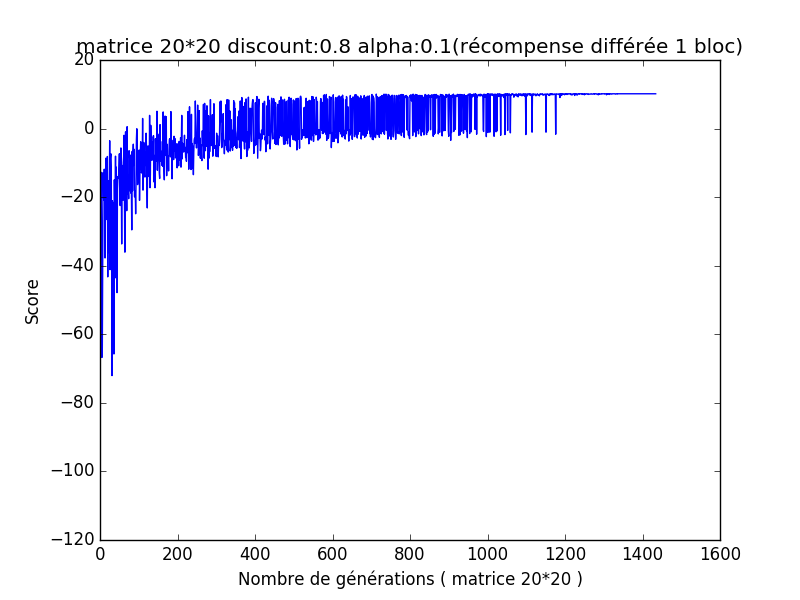 matrice 20*20 discount:0.8 alpha:0.1(récompense différée 1 bloc)
20
0
−20
−40
−60
−80
−100
−120
Score
0 200 400 600 800 1000 1200 1400 1600
Nombre de générations ( matrice 20*20 )